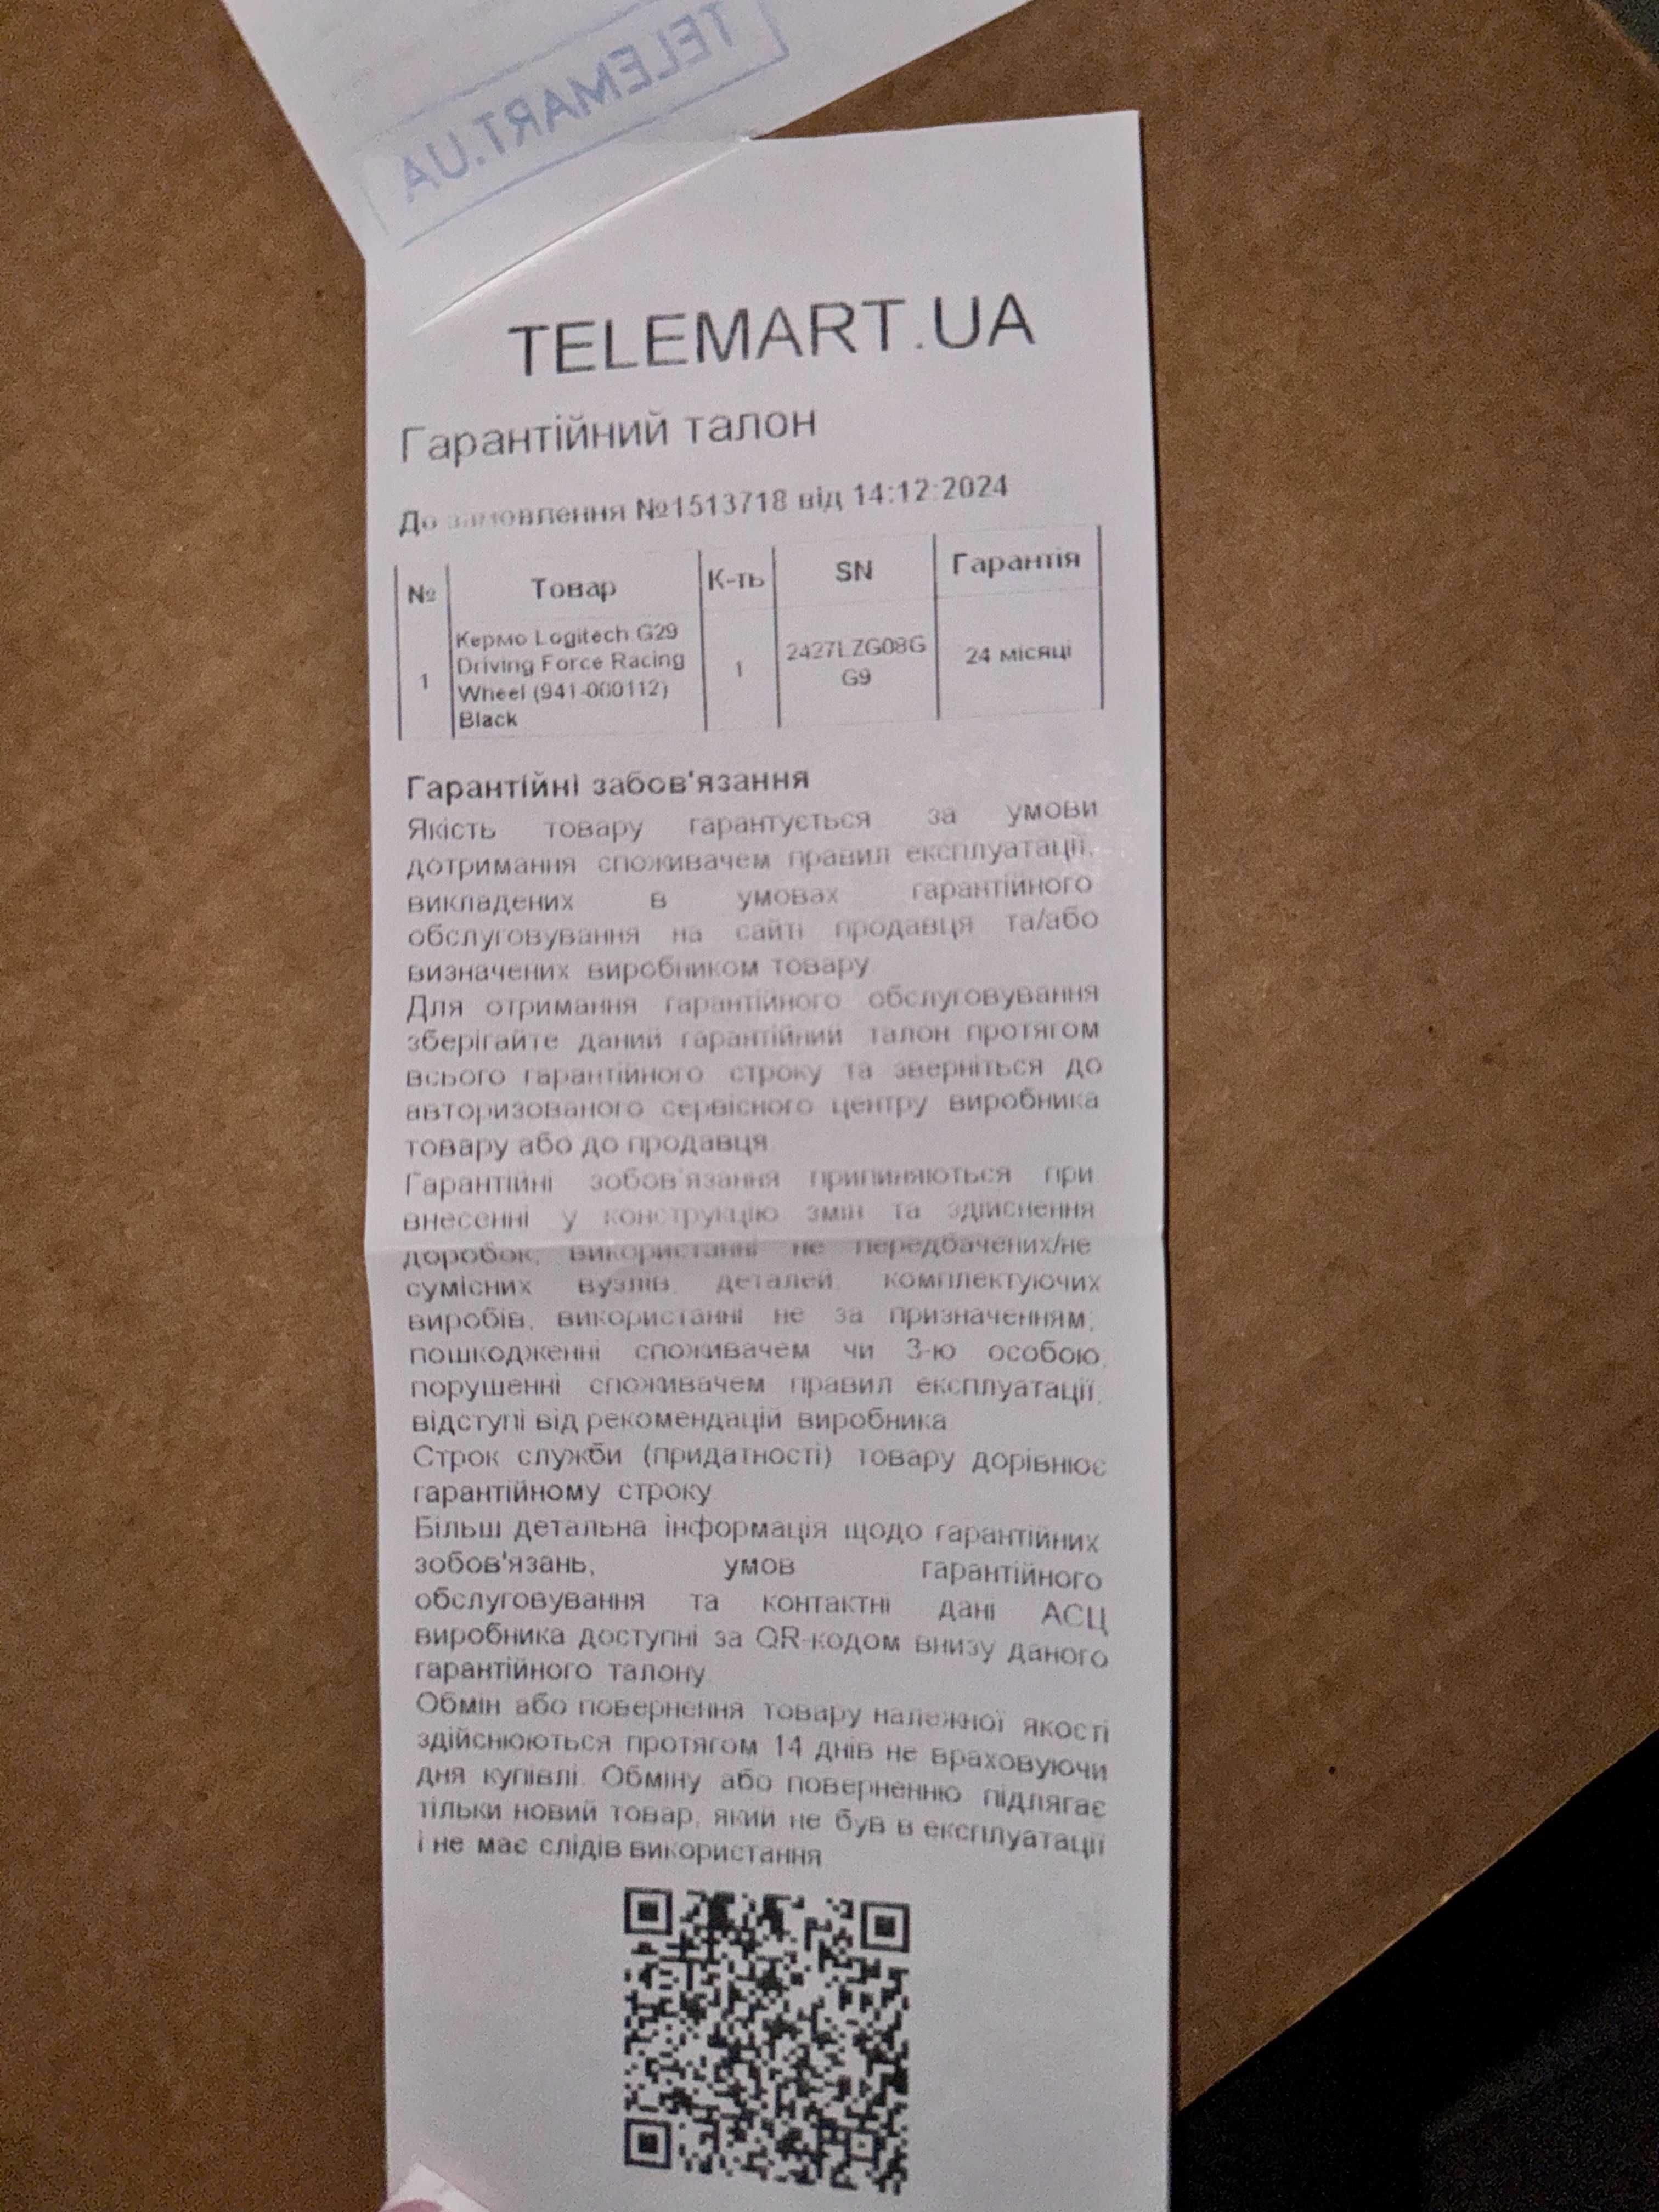 TELEMART.UA
TELEMART.UA
Гарантійний талон
До замовлення №1513718 від 14:12:2024
№ Товар К-ть SN Гарантія
1 Кермо Logitech G29 Driving Force Racing Wheel (941-000112) Black 1 2427LZG08GG9 24 місяці
Гарантійні забов'язання
Якість товару гарантується за умови
дотримання споживачем правил експлуатації,
викладених в умовах гарантійного
обслуговування на сайті продавця та/або
визначених виробником товару.
Для отримання гарантійного обслуговування
зберігайте даний гарантійний талон протягом
всього гарантійного строку та зверніться до
авторизованого сервісного центру виробника
товару або до продавця.
Гарантійні зобов'язання припиняються при
внесенні у конструкцію змін та здійснення
доробок, використанні не передбачених/не
сумісних вузлів, деталей, комплектуючих
виробів, використанні не за призначенням;
пошкодженні споживачем чи 3-ю особою,
порушенні споживачем правил експлуатації,
відступі від рекомендацій виробника.
Строк служби (придатності) товару дорівнює
гарантійному строку.
Більш детальна інформація щодо гарантійних
зобов'язань, умов гарантійного
обслуговування та контактні дані АСЦ
виробника доступні за QR-кодом внизу даного
гарантійного талону.
Обмін або повернення товару належної якості
здійснюються протягом 14 днів не враховуючи
дня купівлі. Обміну або поверненню підлягає
тільки новий товар, який не був в експлуатації
і не має слідів використання